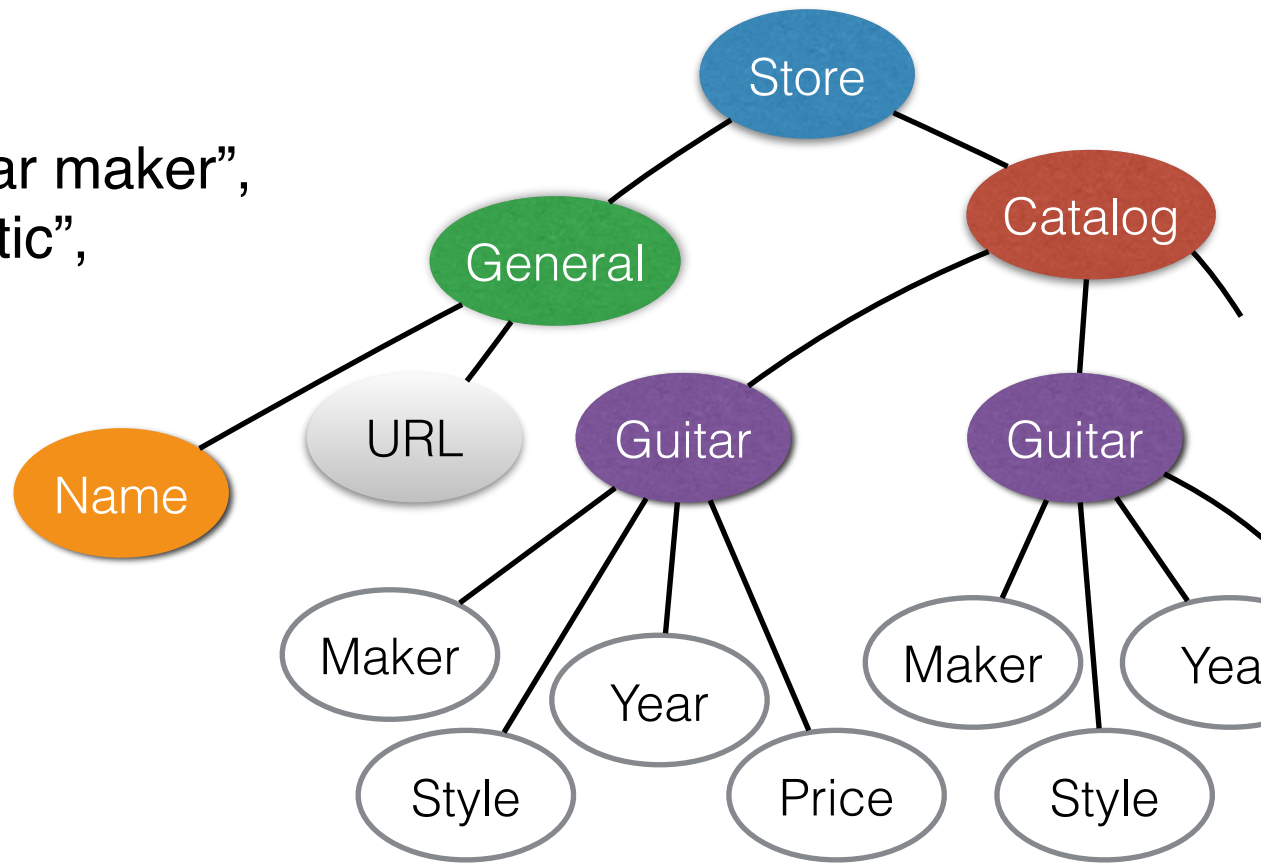 Store
ar maker”,
tic”,
Catalog
General
URL
Guitar
Guitar
Name
Maker
Year
Maker
Yea
Style
Price
Style